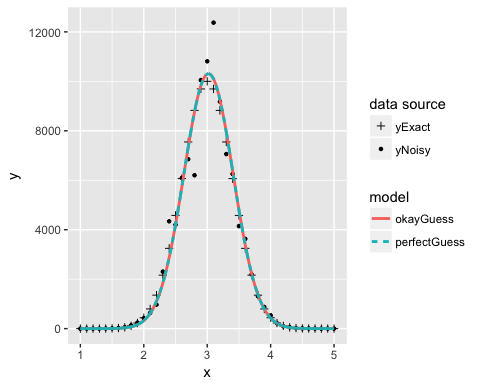 12000
8000
4000
0
y
1
2
3
4
5
x
data source
yExact
yNoisy
model
okayGuess
perfectGuess